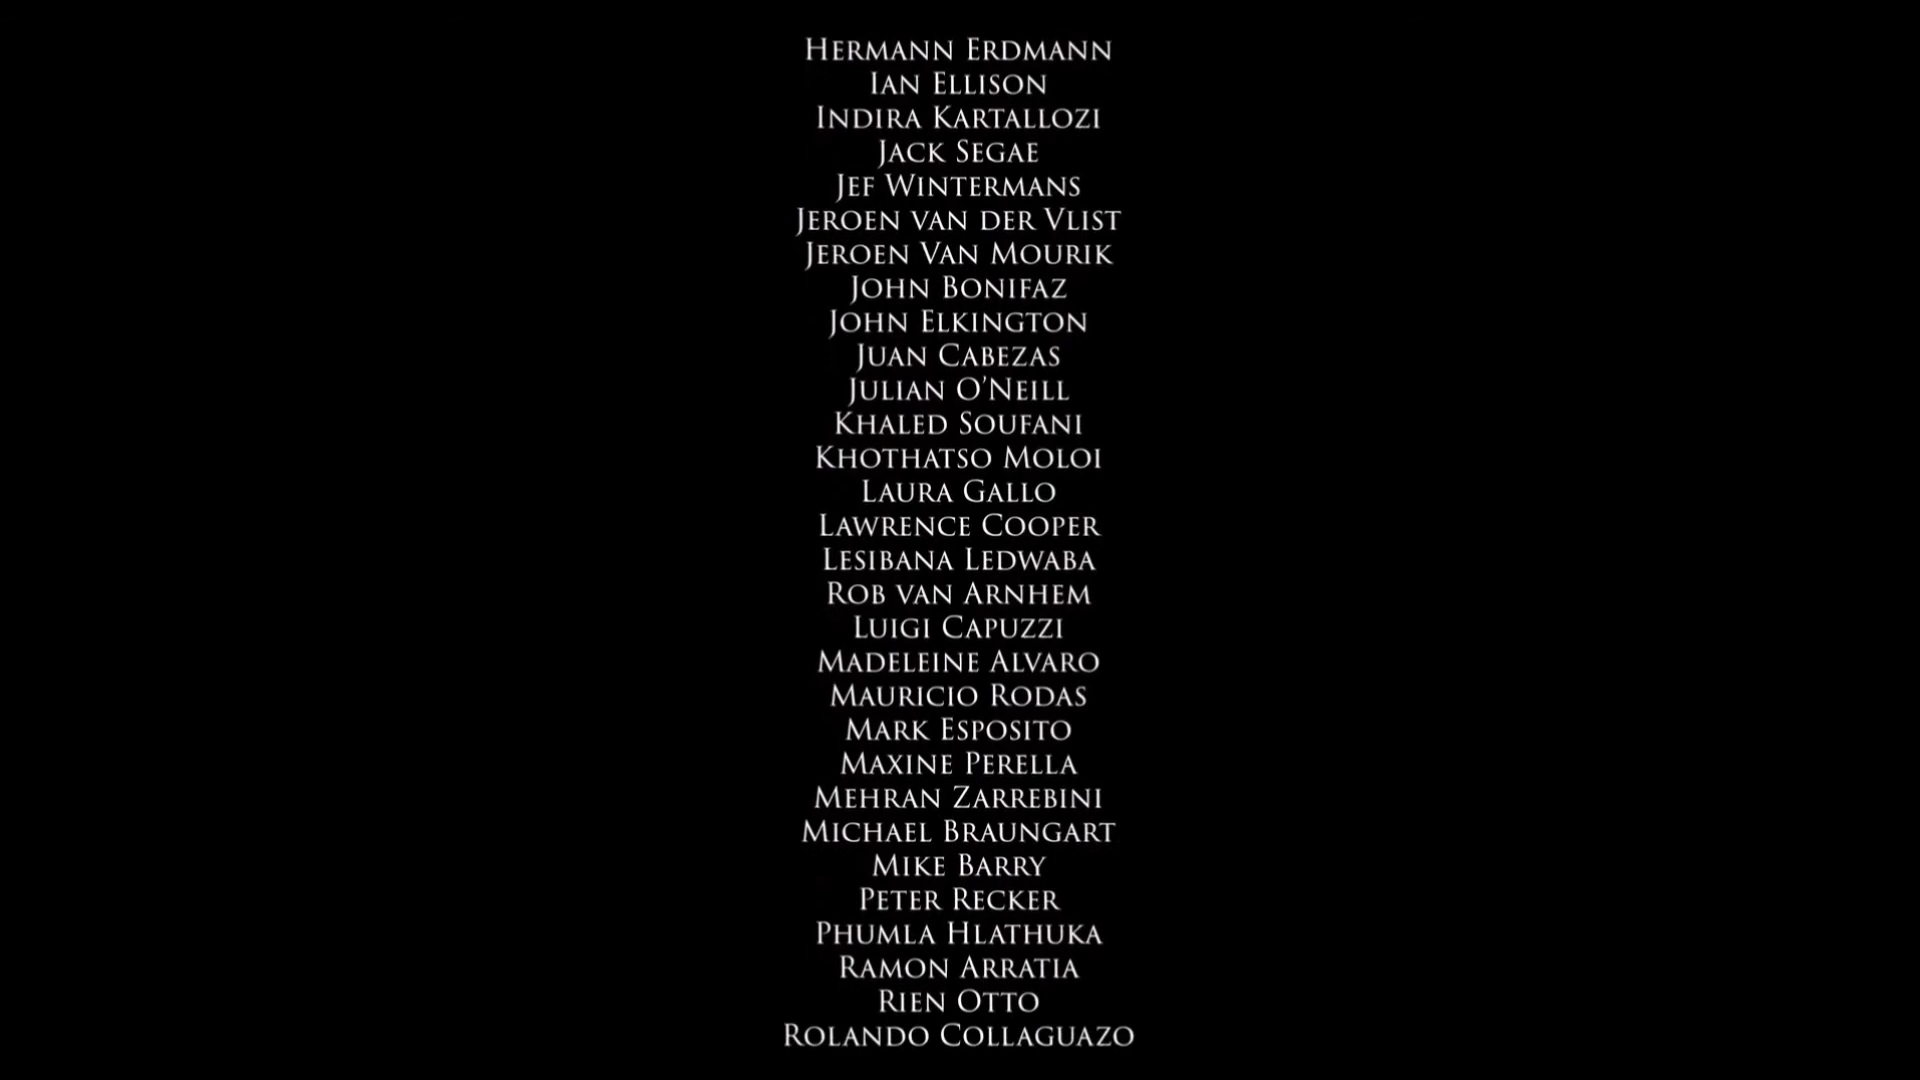 Hermann Erdmann
Ian Ellison
Indira Kartallozi
Jack Segae
Jef Wintermans
Jeroen van der Vlist
Jeroen Van Mourik
John Bonifaz
John Elkington
Juan Cabezas
Julian O'Neill
Khaled Soufani
Khothatso Moloi
Laura Gallo
Lawrence Cooper
Lesibana Ledwaba
Rob van Arnhem
Luigi Capuzzi
Madeleine Alvaro
Mauricio Rodas
Mark Esposito
Maxine Perella
Mehran Zarrebini
Michael Braungart
Mike Barry
Peter Recker
Phumla Hlathuka
Ramon Arratia
Rien Otto
Rolando Collaguazo